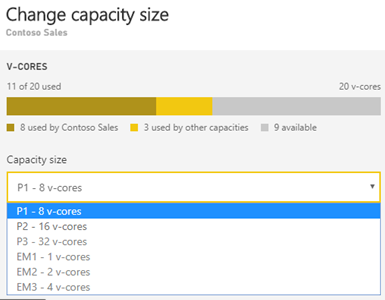 Change capacity size
Contoso Sales
V-CORES
11 of 20 used 20 v-cores
8 used by Contoso Sales 3 used by other capacities 9 available
Capacity size
P1 - 8 v-cores
P1 - 8 v-cores
P2 - 16 v-cores
P3 - 32 v-cores
EM1 - 1 v-cores
EM2 - 2 v-cores
EM3 - 4 v-cores